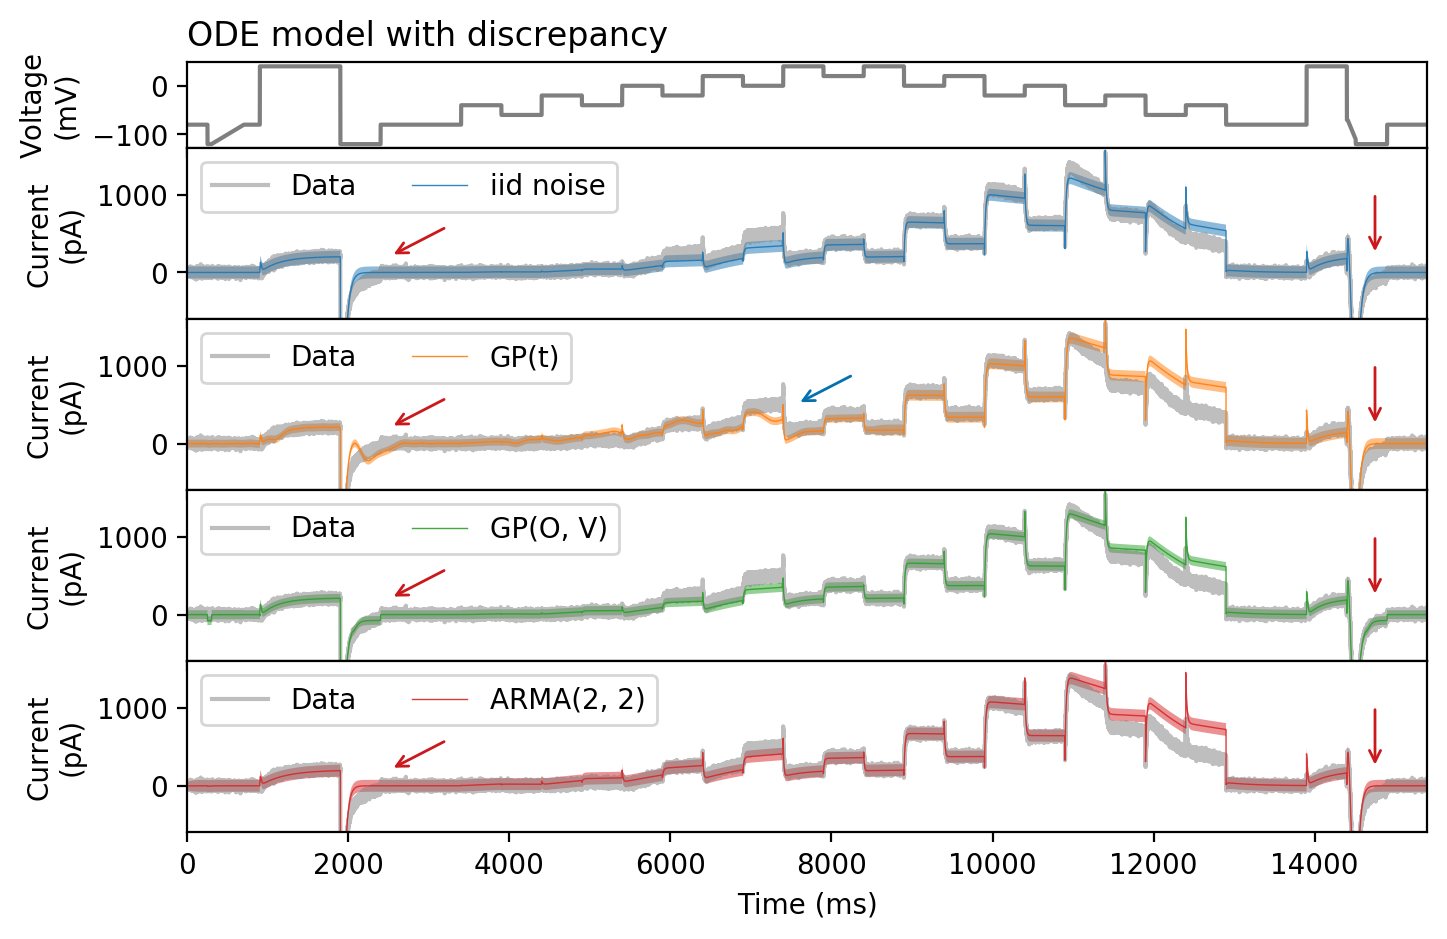 ODE model with discrepancy
Voltage
(mV)
0
−100
Current
(pA)
1000
0
Data
iid noise
Current
(pA)
1000
0
Data
GP(t)
Current
(pA)
1000
0
Data
GP(O, V)
Current
(pA)
1000
0
Data
ARMA(2, 2)
0 2000 4000 6000 8000 10000 12000 14000
Time (ms)